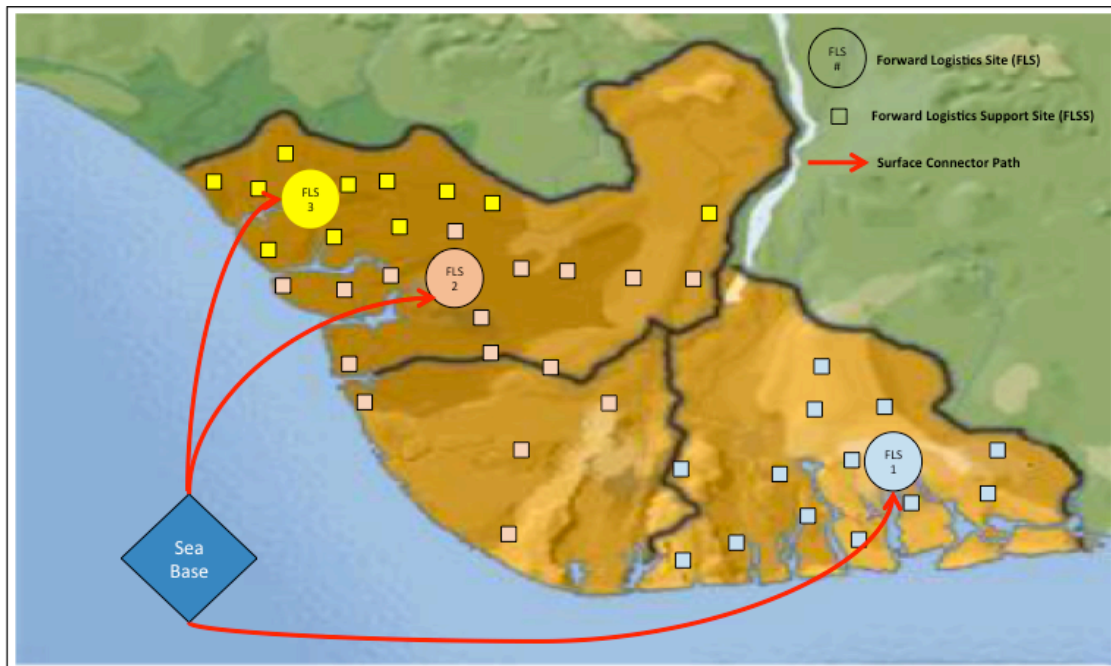 FLS
#
Forward Logistics Site (FLS)
Forward Logistics Support Site (FLSS)
Surface Connector Path
FLS
3
FLS
2
FLS
1
Sea
Base